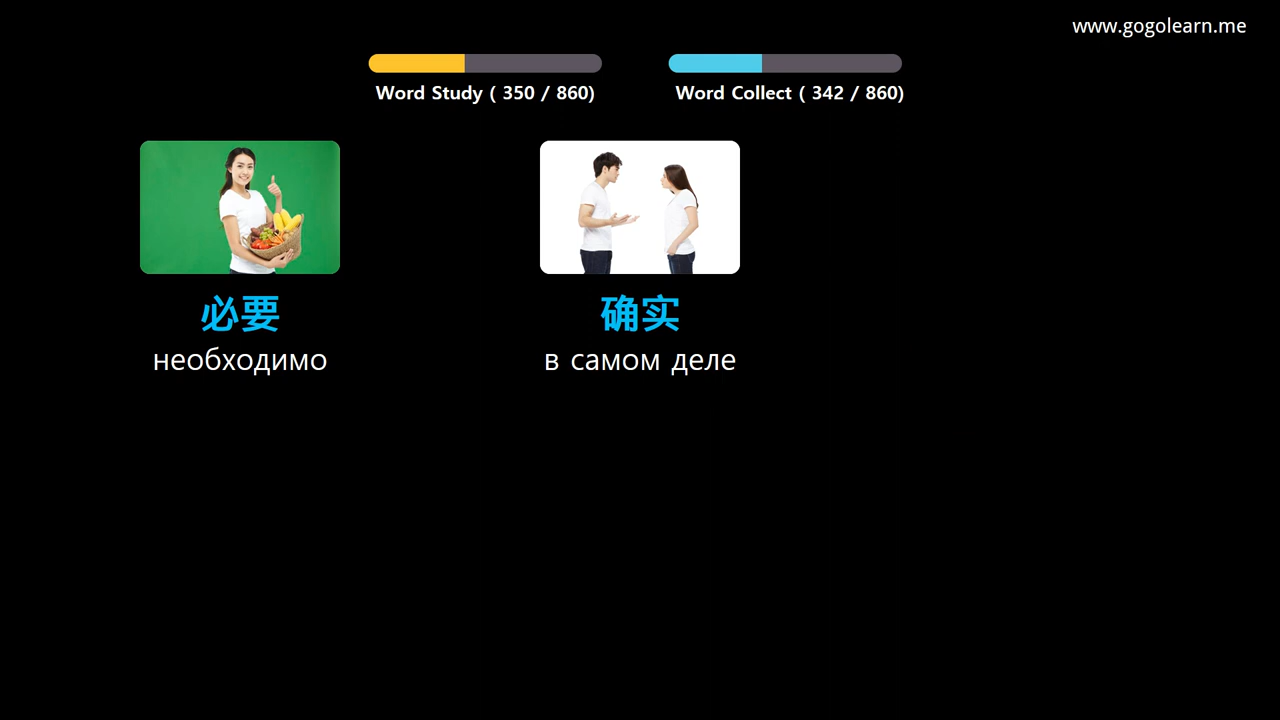 www.gogolearn.me
Word Study ( 350 / 860)
Word Collect ( 342 / 860)
必要
необходимо
确实
в самом деле